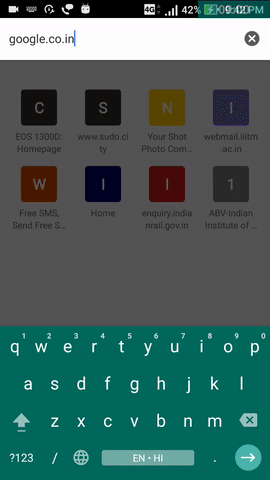 4G 42% 9:02 PM
google.co.in
C S N I
EOS 1300D: Homepage
www.sudo.city
Your Shot Photo Com...
webmail.iiitm.ac.in
W I I 1
Free SMS, Send Free S...
Home
enquiry.indianrail.gov.in
ABV-Indian Institute of ...
1 2 3 4 5 6 7 8 9 0
q w e r t y u i o p
a s d f g h j k l
z x c v b n m
?123 / EN • HI .